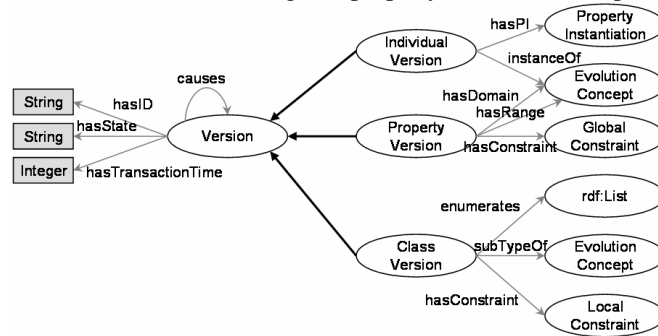 hasPI
Property
Instantiation
Individual
Version
instanceOf
Evolution
Concept
causes
hasDomain
hasRange
String
hasID
String
hasState
Version
Property
Version
Global
Constraint
hasConstraint
Integer
hasTransactionTime
enumerates
rdf:List
Class
Version
subTypeOf
Evolution
Concept
hasConstraint
Local
Constraint